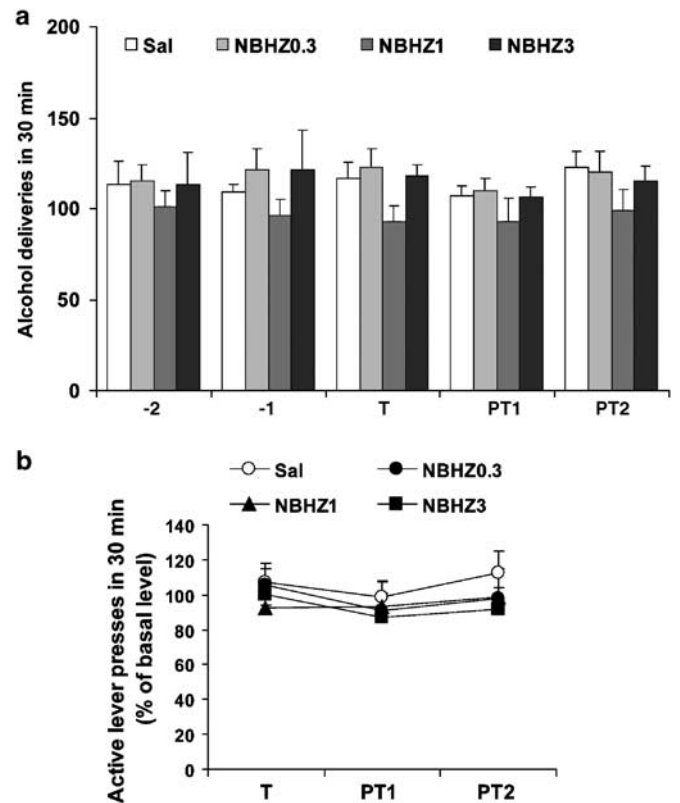 a
200
Sal NBHZ0.3 NBHZ1 NBHZ3
150
100
50
0
Alcohol deliveries in 30 min
-2 -1 T PT1 PT2
b
Sal NBHZ0.3
NBHZ1 NBHZ3
140
120
100
80
60
40
20
0
Active lever presses in 30 min
(% of basal level)
T PT1 PT2